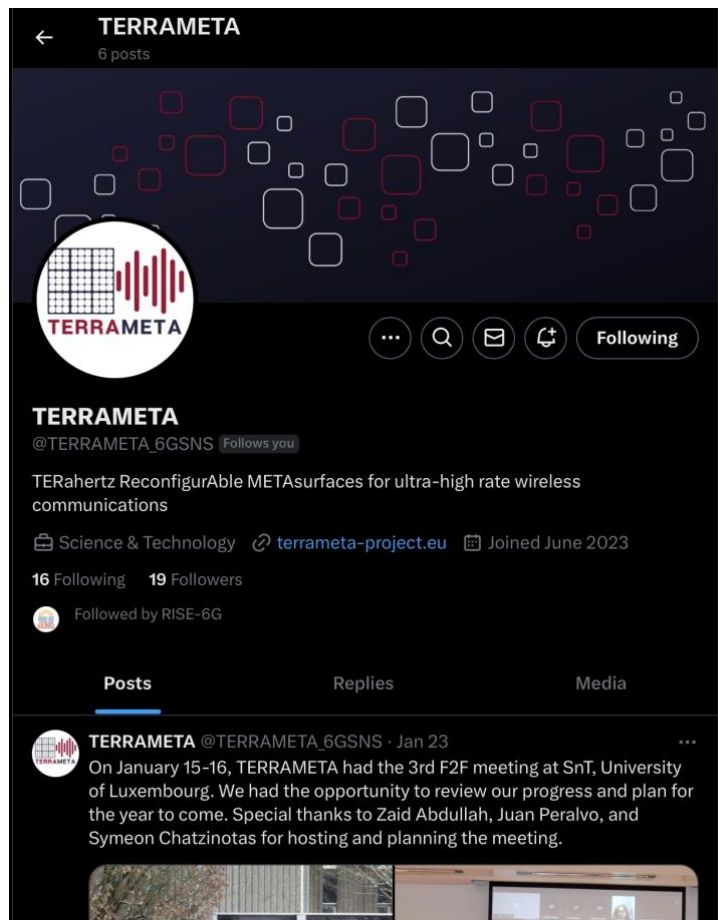 TERRAMETA
6 posts
TERRAMETA
Following
TERRAMETA
@TERRAMETA_6GSNS Follows you
TERahertz ReconfigurAble METAsurfaces for ultra-high rate wireless
communications
Science & Technology terrameta-project.eu Joined June 2023
16 Following 19 Followers
Followed by RISE-6G
Posts Replies Media
TERRAMETA @TERRAMETA_6GSNS · Jan 23
TERRAMETA
On January 15-16, TERRAMETA had the 3rd F2F meeting at SnT, University
of Luxembourg. We had the opportunity to review our progress and plan for
the year to come. Special thanks to Zaid Abdullah, Juan Peralvo, and
Symeon Chatzinotas for hosting and planning the meeting.